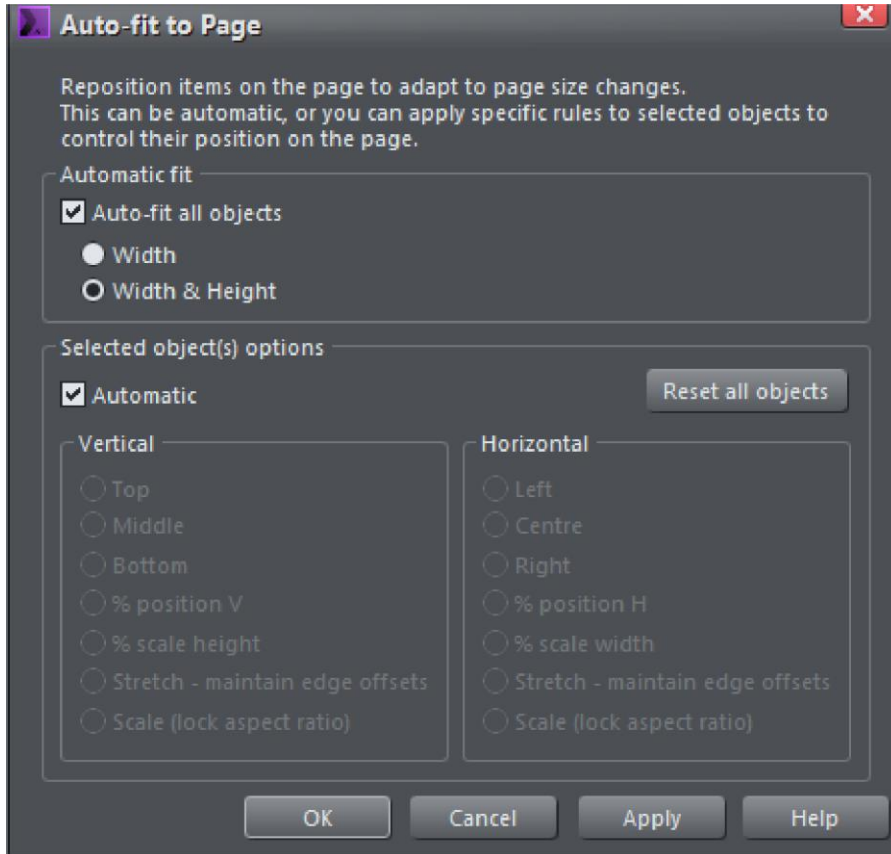 Auto-fit to Page
Reposition items on the page to adapt to page size changes.
This can be automatic, or you can apply specific rules to selected objects to
control their position on the page.
Automatic fit
Auto-fit all objects
Width
Width & Height
Selected object(s) options
Automatic
Reset all objects
Vertical
Top
Middle
Bottom
% position V
% scale height
Stretch - maintain edge offsets
Scale (lock aspect ratio)
Horizontal
Left
Centre
Right
% position H
% scale width
Stretch - maintain edge offsets
Scale (lock aspect ratio)
OK
Cancel
Apply
Help